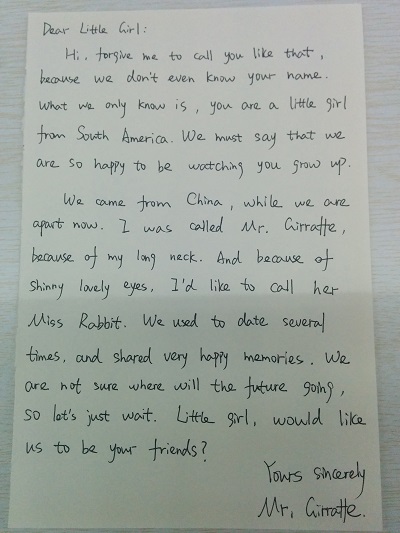 Dear Little Girl:
Hi, forgive me to call you like that,
because we don't even know your name.
What we only know is, you are a little girl
from South America. We must say that we
are so happy to be watching you grow up.
We came from China, while we are
apart now. I was called Mr. Girraffe,
because of my long neck. And because of
shinny lovely eyes, I'd like to call her
Miss Rabbit. We used to date several
times, and shared very happy memories. We
are not sure where will the future going,
so let's just wait. Little girl, would like
us to be your friends?
Yours sincerely
Mr. Girraffe.